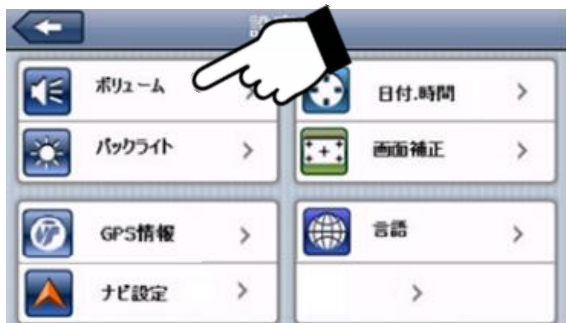 設
ボリューム
バックライト
日付.時間
画面補正
GPS情報
ナビ設定
言語